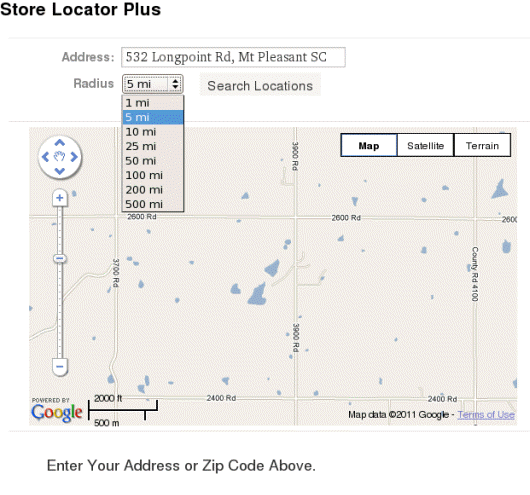 Store Locator Plus
Address: 532 Longpoint Rd, Mt Pleasant SC
Radius 5 mi Search Locations
1 mi
5 mi
10 mi
25 mi
50 mi
100 mi
200 mi
500 mi
Map Satellite Terrain
3900 Rd
2600 Rd
2600 Rd
2600
3700 Rd
County Rd 4100
3900 Rd
2400 Rd
2400 Rd
POWERED BY
Google
2000 ft
500 m
Map data ©2011 Google - Terms of Use
Enter Your Address or Zip Code Above.